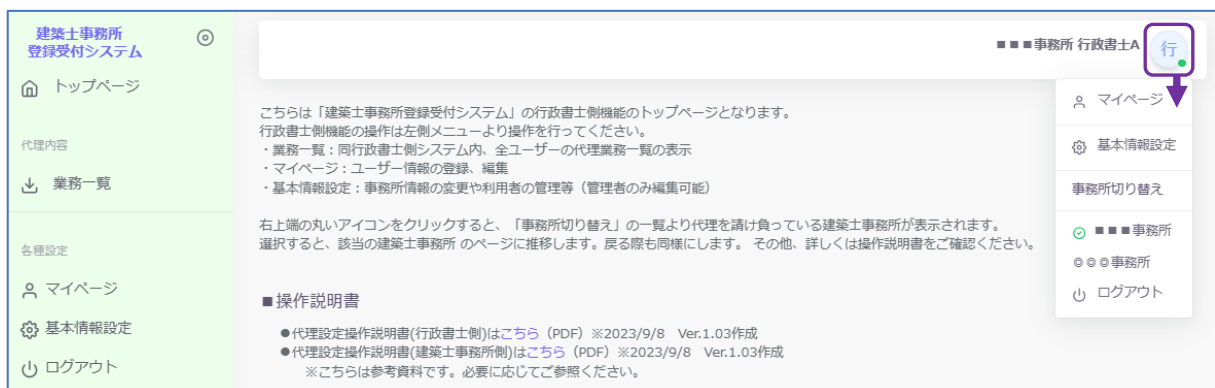 建築士事務所
登録受付システム
トップページ
代理内容
業務一覧
各種設定
マイページ
基本情報設定
ログアウト
■■■事務所 行政書士A
行
こちらは「建築士事務所登録受付システム」の行政書士側機能のトップページとなります。
行政書士側機能の操作は左側メニューより操作を行ってください。
・業務一覧：同行政書士側システム内、全ユーザーの代理業務一覧の表示
・マイページ：ユーザー情報の登録、編集
・基本情報設定：事務所情報の変更や利用者の管理等（管理者のみ編集可能）
右上端の丸いアイコンをクリックすると、「事務所切り替え」の一覧より代理を請け負っている建築士事務所が表示されます。
選択すると、該当の建築士事務所 のページに推移します。戻る際も同様にします。 その他、詳しくは操作説明書をご確認ください。
■操作説明書
●代理設定操作説明書(行政書士側)はこちら（PDF）※2023/9/8　Ver.1.03作成
●代理設定操作説明書(建築士事務所側)はこちら（PDF）※2023/9/8　Ver.1.03作成
※こちらは参考資料です。必要に応じてご参照ください。
マイページ
基本情報設定
事務所切り替え
■■■事務所
◎◎◎事務所
ログアウト